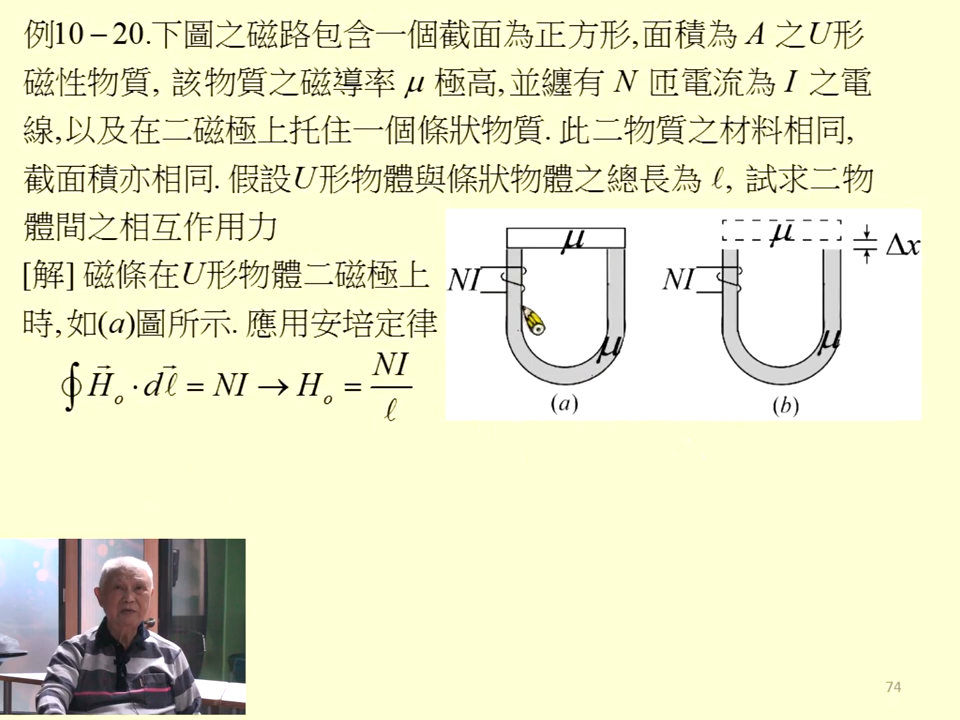 例10－20.下圖之磁路包含一個截面為正方形,面積為 A 之U形
磁性物質, 該物質之磁導率 μ 極高,並纏有 N 匝電流為 I 之電
線,以及在二磁極上托住一個條狀物質. 此二物質之材料相同,
截面積亦相同. 假設U形物體與條狀物體之總長為 ℓ, 試求二物
體間之相互作用力
[解] 磁條在U形物體二磁極上
時,如(a)圖所示. 應用安培定律
∮H⃗ₒ · dℓ⃗ = NI → Hₒ = NI/ℓ
μ
NI
μ
(a)
μ
Δx
NI
μ
(b)
74